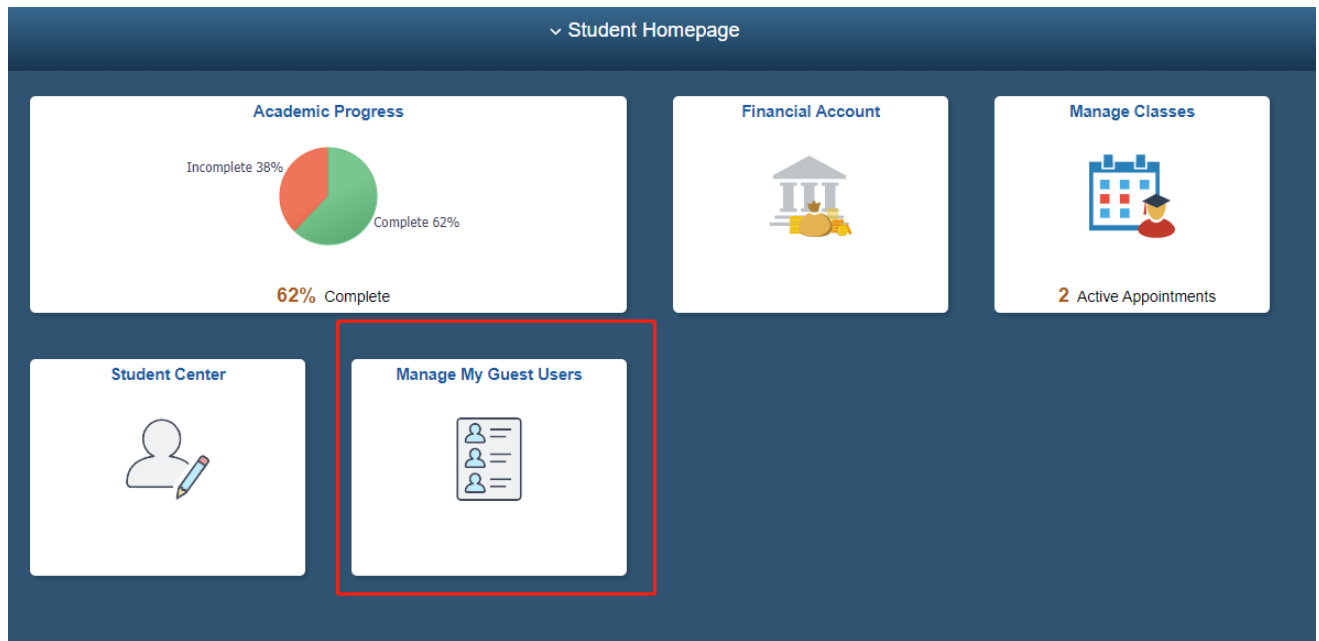 Student Homepage
Academic Progress
Incomplete 38%
Complete 62%
62% Complete
Financial Account
Manage Classes
2 Active Appointments
Student Center
Manage My Guest Users